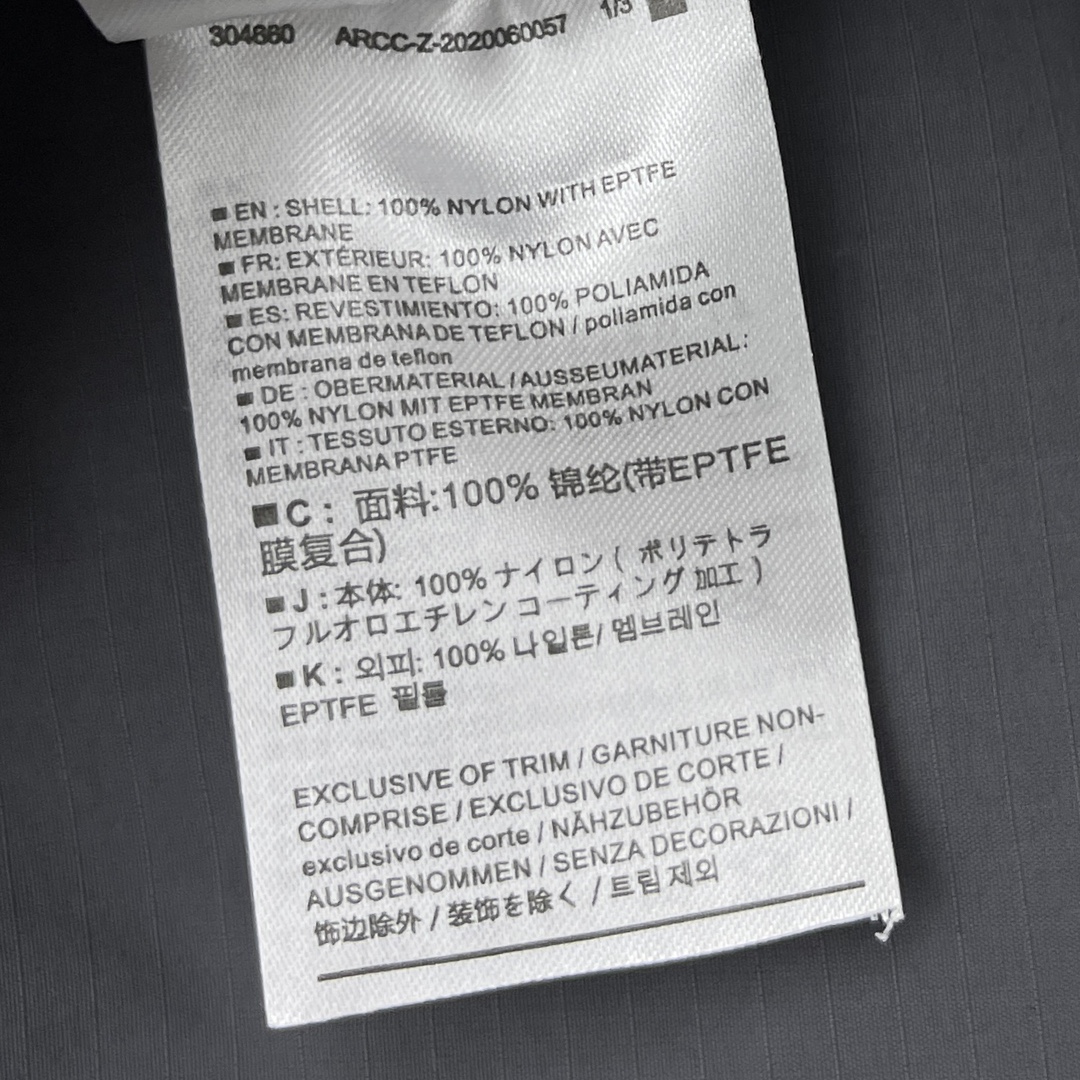 304860 ARCC-Z-2020060057 1/3
■ EN : SHELL: 100% NYLON WITH EPTFE
MEMBRANE
■ FR: EXTÉRIEUR: 100% NYLON AVEC
MEMBRANE EN TEFLON
■ ES: REVESTIMIENTO: 100% POLIAMIDA
CON MEMBRANA DE TEFLON / poliamida con
membrana de teflon
■ DE : OBERMATERIAL / AUSSEUMATERIAL:
100% NYLON MIT EPTFE MEMBRAN
■ IT : TESSUTO ESTERNO: 100% NYLON CON
MEMBRANA PTFE
■ C : 面料:100% 锦纶(带EPTFE
膜复合)
■ J : 本体: 100% ナイロン ( ポリテトラ
フルオロエチレン コーティング 加工 )
■ K : 외피: 100% 나일론/ 멤브레인
EPTFE 필름
EXCLUSIVE OF TRIM / GARNITURE NON-
COMPRISE / EXCLUSIVO DE CORTE /
exclusivo de corte / NÄHZUBEHÖR
AUSGENOMMEN / SENZA DECORAZIONI /
饰边除外 / 装饰を除く / 트림 제외